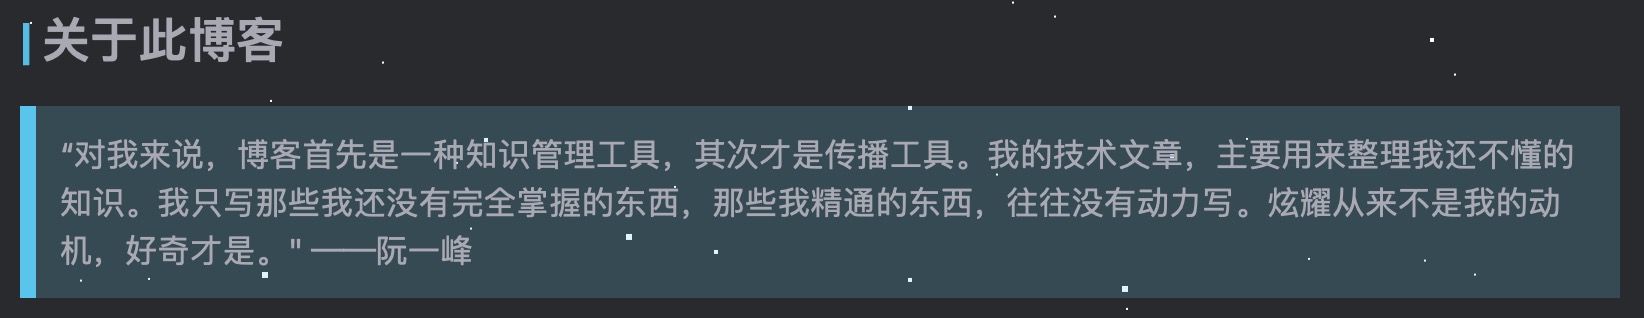 关于此博客
“对我来说，博客首先是一种知识管理工具，其次才是传播工具。我的技术文章，主要用来整理我还不懂的
知识。我只写那些我还没有完全掌握的东西，那些我精通的东西，往往没有动力写。炫耀从来不是我的动
机，好奇才是。" ——阮一峰